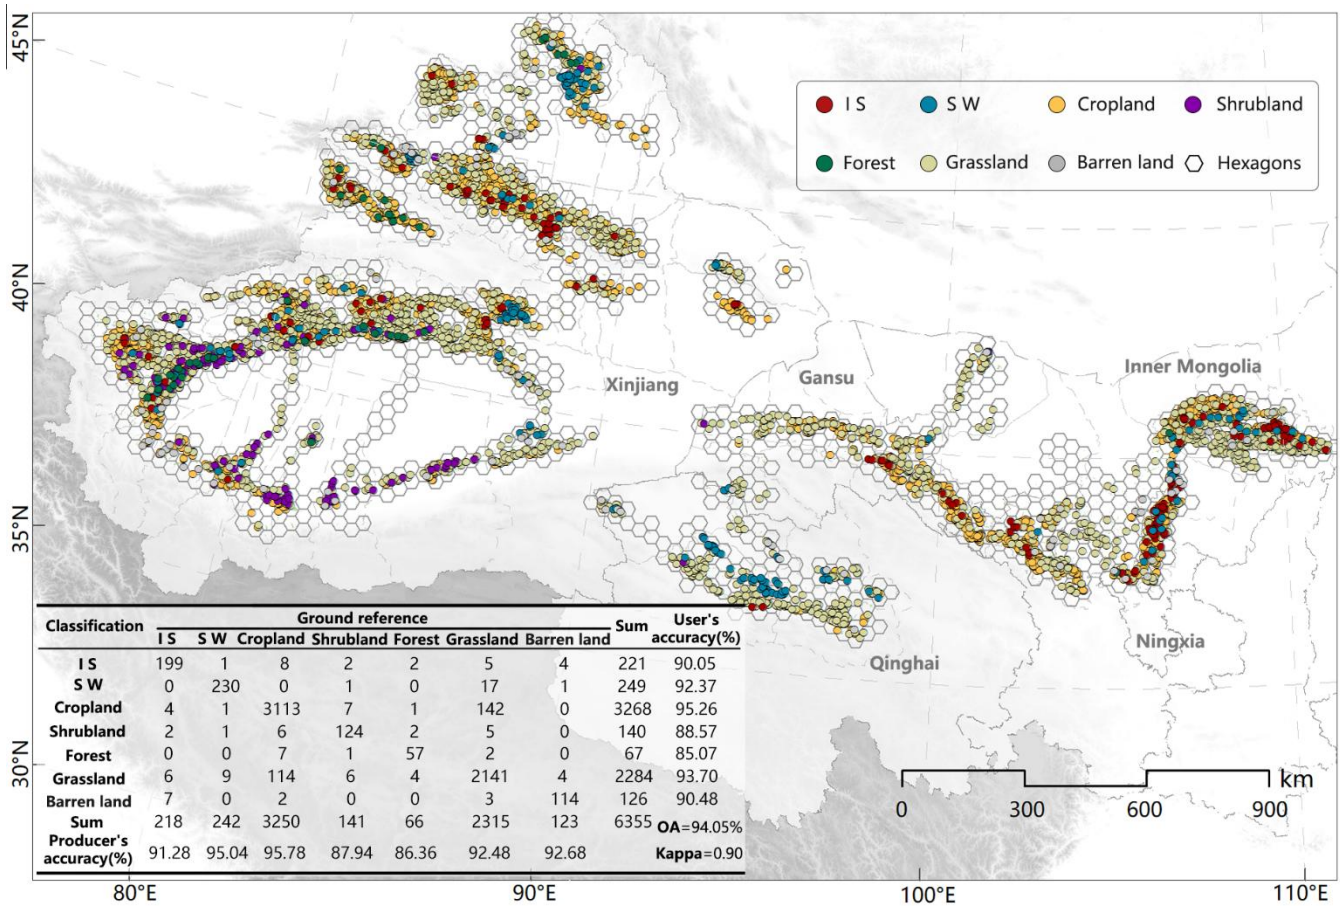 45°N
40°N
35°N
30°N
I S
S W
Cropland
Shrubland
Forest
Grassland
Barren land
Hexagons
Xinjiang
Gansu
Inner Mongolia
Ningxia
Qinghai
Classification Ground reference Sum User's accuracy(%)
I S S W Cropland Shrubland Forest Grassland Barren land
I S 199 1 8 2 2 5 4 221 90.05
S W 0 230 0 1 0 17 1 249 92.37
Cropland 4 1 3113 7 1 142 0 3268 95.26
Shrubland 2 1 6 124 2 5 0 140 88.57
Forest 0 0 7 1 57 2 0 67 85.07
Grassland 6 9 114 6 4 2141 4 2284 93.70
Barren land 7 0 2 0 0 3 114 126 90.48
Sum 218 242 3250 141 66 2315 123 6355 OA=94.05%
Producer's accuracy(%) 91.28 95.04 95.78 87.94 86.36 92.48 92.68 Kappa=0.90
km
0 300 600 900
80°E 90°E 100°E 110°E